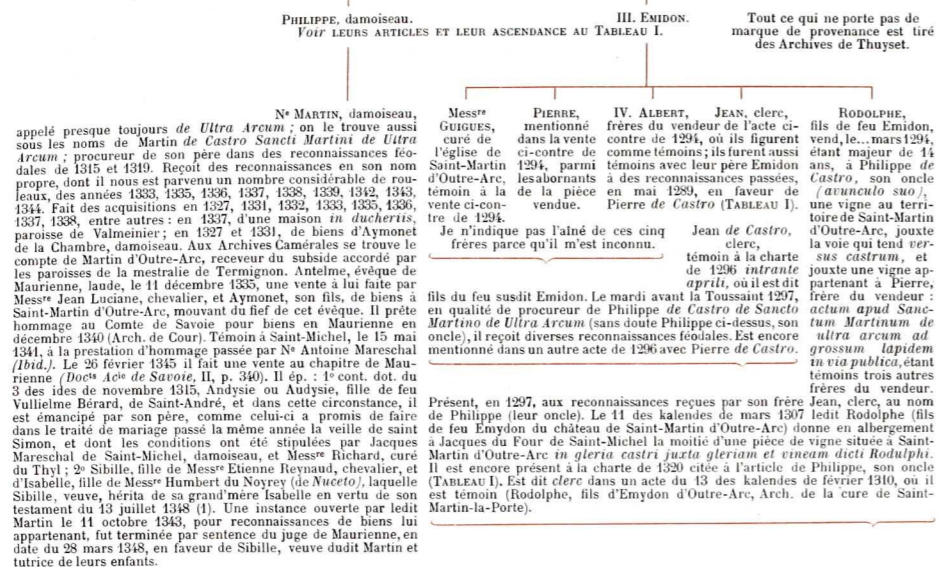 PHILIPPE, damoiseau.
III. EMIDON.
Voir LEURS ARTICLES ET LEUR ASCENDANCE AU TABLEAU I.
Tout ce qui ne porte pas de
marque de provenance est tiré
des Archives de Thuyset.
Nᵉ MARTIN, damoiseau,
appelé presque toujours de Ultra Arcum ; on le trouve aussi
sous les noms de Martin de Castro Sancti Martini de Ultra
Arcum ; procureur de son père dans des reconnaissances féo-
dales de 1315 et 1319. Reçoit des reconnaissances en son nom
propre, dont il nous est parvenu un nombre considérable de rou-
leaux, des années 1333, 1335, 1336, 1337, 1338, 1339, 1342, 1343,
1344. Fait des acquisitions en 1327, 1331, 1332, 1333, 1335, 1336,
1337, 1338, entre autres : en 1337, d'une maison in ducheriis,
paroisse de Valmeinier ; en 1327 et 1331, de biens d'Aymonet
de la Chambre, damoiseau. Aux Archives Camérales se trouve le
compte de Martin d'Outre-Arc, receveur du subside accordé par
les paroisses de la mestralie de Termignon. Antelme, évêque de
Maurienne, laude, le 11 décembre 1335, une vente à lui faite par
Messʳᵉ Jean Luciane, chevalier, et Aymonet, son fils, de biens à
Saint-Martin d'Outre-Arc, mouvant du fief de cet évêque. Il prête
hommage au Comte de Savoie pour biens en Maurienne en
décembre 1340 (Arch. de Cour). Témoin à Saint-Michel, le 15 mai
1341, à la prestation d'hommage passée par Nᵉ Antoine Mareschal
(Ibid.). Le 26 février 1345 il fait une vente au chapitre de Mau-
rienne (Docᵗˢ Acⁱᵉ de Savoie, II, p. 340). Il ép. : 1º cont. dot. du
3 des ides de novembre 1315, Andysie ou Audysie, fille de feu
Vullielme Bérard, de Saint-André, et dans cette circonstance, il
est émancipé par son père, comme celui-ci a promis de faire
dans le traité de mariage passé la même année la veille de saint
Simon, et dont les conditions ont été stipulées par Jacques
Mareschal de Saint-Michel, damoiseau, et Messʳᵉ Richard, curé
du Thyl ; 2º Sibille, fille de Messʳᵉ Etienne Reynaud, chevalier, et
d'Isabelle, fille de Messʳᵉ Humbert du Noyrey (de Nuceto), laquelle
Sibille, veuve, hérita de sa grand'mère Isabelle en vertu de son
testament du 13 juillet 1348 (1). Une instance ouverte par ledit
Martin le 11 octobre 1343, pour reconnaissances de biens lui
appartenant, fut terminée par sentence du juge de Maurienne, en
date du 28 mars 1348, en faveur de Sibille, veuve dudit Martin et
tutrice de leurs enfants.
Messʳᵉ
GUIGUES,
curé de
l'église de
Saint-Martin
d'Outre-Arc,
témoin à la
vente ci-con-
tre de 1294.
PIERRE,
mentionné
dans la vente
ci-contre de
1294, parmi
les abornants
de la pièce
vendue.
Je n'indique pas l'aîné de ces cinq
frères parce qu'il m'est inconnu.
IV. ALBERT, JEAN, clerc,
frères du vendeur de l'acte ci-
contre de 1294, où ils figurent
comme témoins ; ils furent aussi
témoins avec leur père Emidon
à des reconnaissances passées,
en mai 1289, en faveur de
Pierre de Castro (TABLEAU I).
Jean de Castro,
clerc,
témoin à la charte
de 1296 intrante
aprili, où il est dit
fils du feu susdit Emidon. Le mardi avant la Toussaint 1297,
en qualité de procureur de Philippe de Castro de Sancto
Martino de Ultra Arcum (sans doute Philippe ci-dessus, son
oncle), il reçoit diverses reconnaissances féodales. Est encore
mentionné dans un autre acte de 1296 avec Pierre de Castro.
RODOLPHE,
fils de feu Emidon,
vend, le... mars 1294,
étant majeur de 14
ans, à Philippe de
Castro, son oncle
(avunculo suo),
une vigne au terri-
toire de Saint-Martin
d'Outre-Arc, jouxte
la voie qui tend ver-
sus castrum, et
jouxte une vigne ap-
partenant à Pierre,
frère du vendeur :
actum apud Sanc-
tum Martinum de
ultra arcum ad
grossum lapidem
in via publica, étant
témoins trois autres
frères du vendeur.
Présent, en 1297, aux reconnaissances reçues par son frère Jean, clerc, au nom
de Philippe (leur oncle). Le 11 des kalendes de mars 1307 ledit Rodolphe (fils
de feu Emydon du château de Saint-Martin d'Outre-Arc) donne en albergement
à Jacques du Four de Saint-Michel la moitié d'une pièce de vigne située à Saint-
Martin d'Outre-Arc in gleria castri juxta gleriam et vineam dicti Rodulphi.
Il est encore présent à la charte de 1320 citée à l'article de Philippe, son oncle
(TABLEAU I). Est dit clerc dans un acte du 13 des kalendes de février 1310, où il
est témoin (Rodolphe, fils d'Emydon d'Outre-Arc, Arch. de la cure de Saint-
Martin-la-Porte).